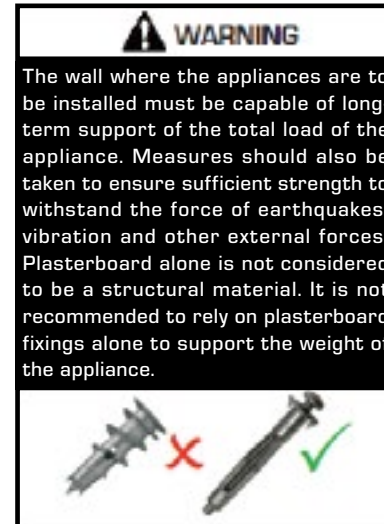 WARNING
The wall where the appliances are to
be installed must be capable of long
term support of the total load of the
appliance. Measures should also be
taken to ensure sufficient strength to
withstand the force of earthquakes
vibration and other external forces
Plasterboard alone is not considered
to be a structural material. It is not
recommended to rely on plasterboard
fixings alone to support the weight of
the appliance.